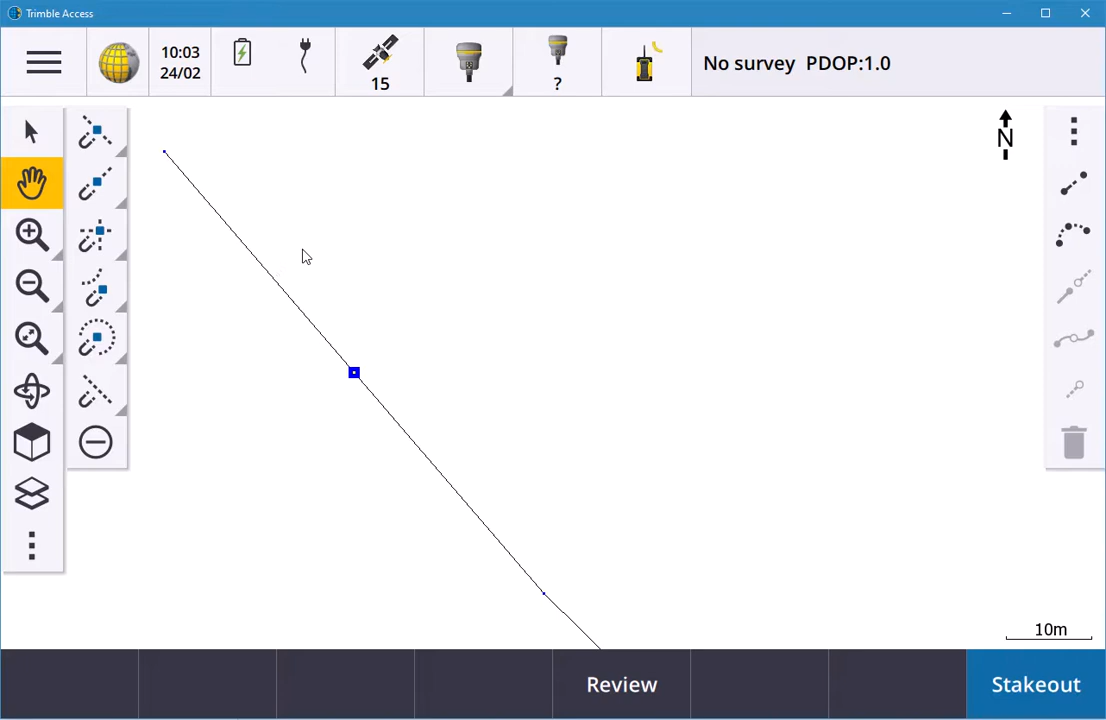 Trimble Access
10:03
24/02
15
?
No survey PDOP:1.0
N
10m
Review
Stakeout